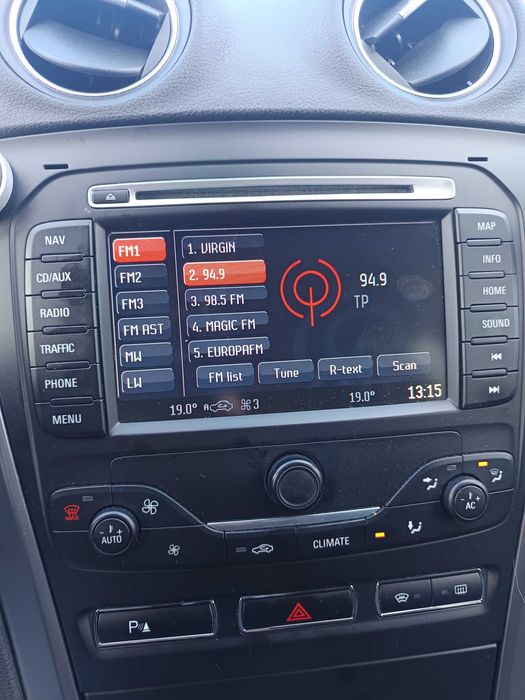 NAV
CD/AUX
RADIO
TRAFFIC
PHONE
MENU
FM1
FM2
FM3
FM AST
MW
LW
1. VIRGIN
2. 94.9
3. 98.5 FM
4. MAGIC FM
5. EUROPAFM
94.9
TP
FM list
Tune
R-text
Scan
19.0°
A
3
19.0°
13:15
MAP
INFO
HOME
SOUND
MAX
- +
AUTO
CLIMATE
- +
AC
P